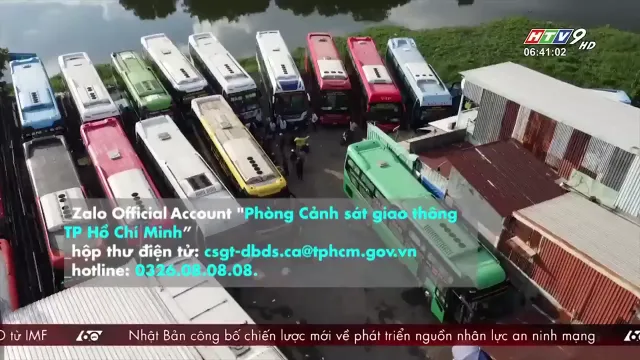 HTV9 HD
06:41:02
Zalo Official Account "Phòng Cảnh sát giao thông
TP Hồ Chí Minh”
hộp thư điện tử: csgt-dbds.ca@tphcm.gov.vn
hotline: 0326.08.08.08.
O từ IMF
60
Nhật Bản công bố chiến lược mới về phát triển nguồn nhân lực an ninh mạng